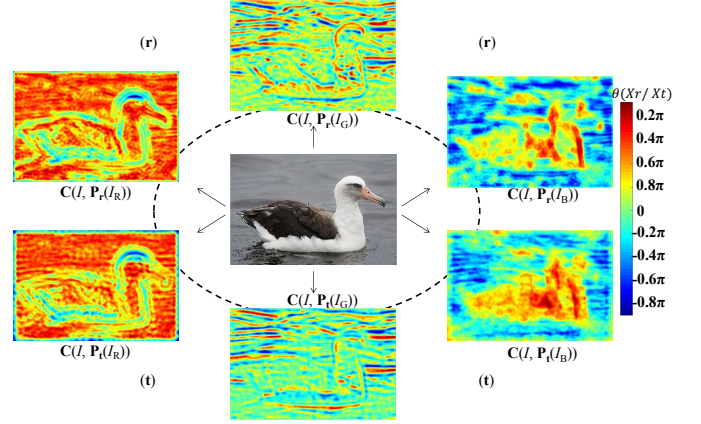 (r)
(r)
C(I, Pr(IG))
θ(Xr/ Xt)
0.2π
0.4π
0.6π
0.8π
0
-0.2π
-0.4π
-0.6π
-0.8π
C(I, Pr(IR))
C(I, Pr(IB))
C(I, Pt(IG))
C(I, Pt(IR))
C(I, Pt(IB))
(t)
(t)